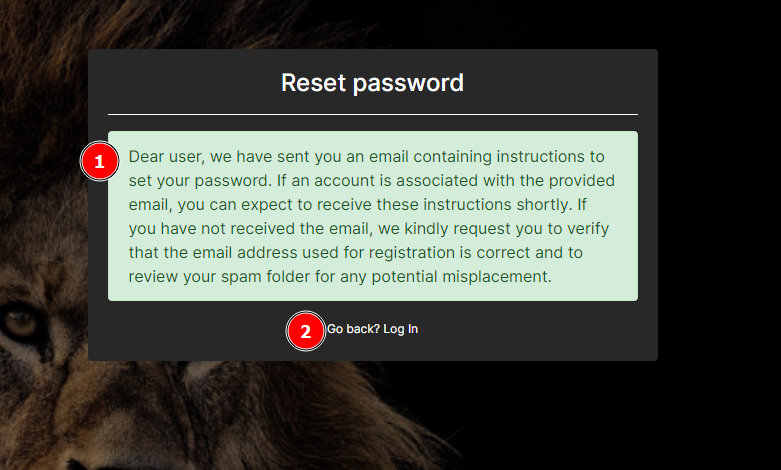 Reset password
1
Dear user, we have sent you an email containing instructions to
set your password. If an account is associated with the provided
email, you can expect to receive these instructions shortly. If
you have not received the email, we kindly request you to verify
that the email address used for registration is correct and to
review your spam folder for any potential misplacement.
2 Go back? Log In